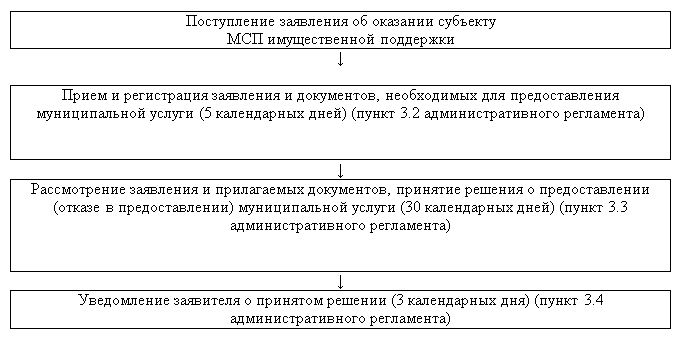 Поступление заявления об оказании субъекту
МСП имущественной поддержки
↓
Прием и регистрация заявления и документов, необходимых для предоставления
муниципальной услуги (5 календарных дней) (пункт 3.2 административного регламента)
↓
Рассмотрение заявления и прилагаемых документов, принятие решения о предоставлении
(отказе в предоставлении) муниципальной услуги (30 календарных дней) (пункт 3.3
административного регламента)
↓
Уведомление заявителя о принятом решении (3 календарных дня) (пункт 3.4
административного регламента)